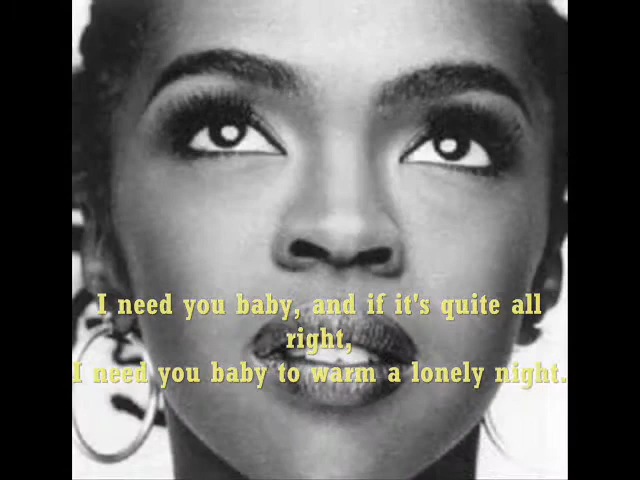 I need you baby, and if it's quite all
right,
I need you baby to warm a lonely night.